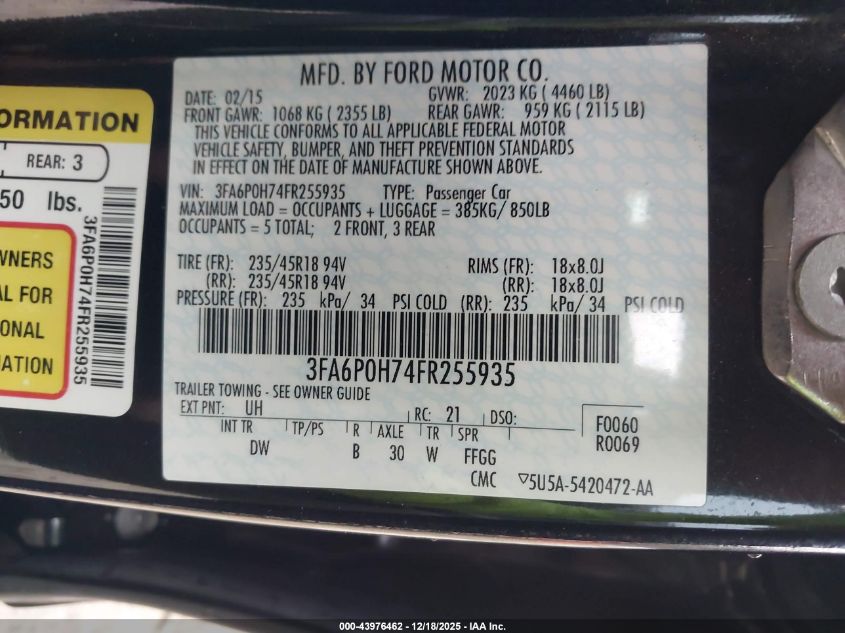 ORMATION
REAR: 3
50 lbs.
3FA6P0H74FR255935
WNERS
AL FOR
ONAL
MATION
MFD. BY FORD MOTOR CO.
DATE: 02/15 GVWR: 2023 KG ( 4460 LB)
FRONT GAWR: 1068 KG ( 2355 LB) REAR GAWR: 959 KG ( 2115 LB)
THIS VEHICLE CONFORMS TO ALL APPLICABLE FEDERAL MOTOR
VEHICLE SAFETY, BUMPER, AND THEFT PREVENTION STANDARDS
IN EFFECT ON THE DATE OF MANUFACTURE SHOWN ABOVE.
VIN: 3FA6P0H74FR255935 TYPE: Passenger Car
MAXIMUM LOAD = OCCUPANTS + LUGGAGE = 385KG/ 850LB
OCCUPANTS = 5 TOTAL; 2 FRONT, 3 REAR
TIRE (FR): 235/45R18 94V RIMS (FR): 18x8.0J
(RR): 235/45R18 94V (RR): 18x8.0J
PRESSURE (FR): 235 kPa/ 34 PSI COLD (RR): 235 kPa/ 34 PSI COLD
3FA6P0H74FR255935
TRAILER TOWING - SEE OWNER GUIDE
EXT PNT: UH RC: 21 DSO: F0060
INT TR TP/PS R AXLE TR SPR R0069
DW B 30 W FFGG
CMC ▽5U5A-5420472-AA
000-43976462 - 12/18/2025 - IAA Inc.